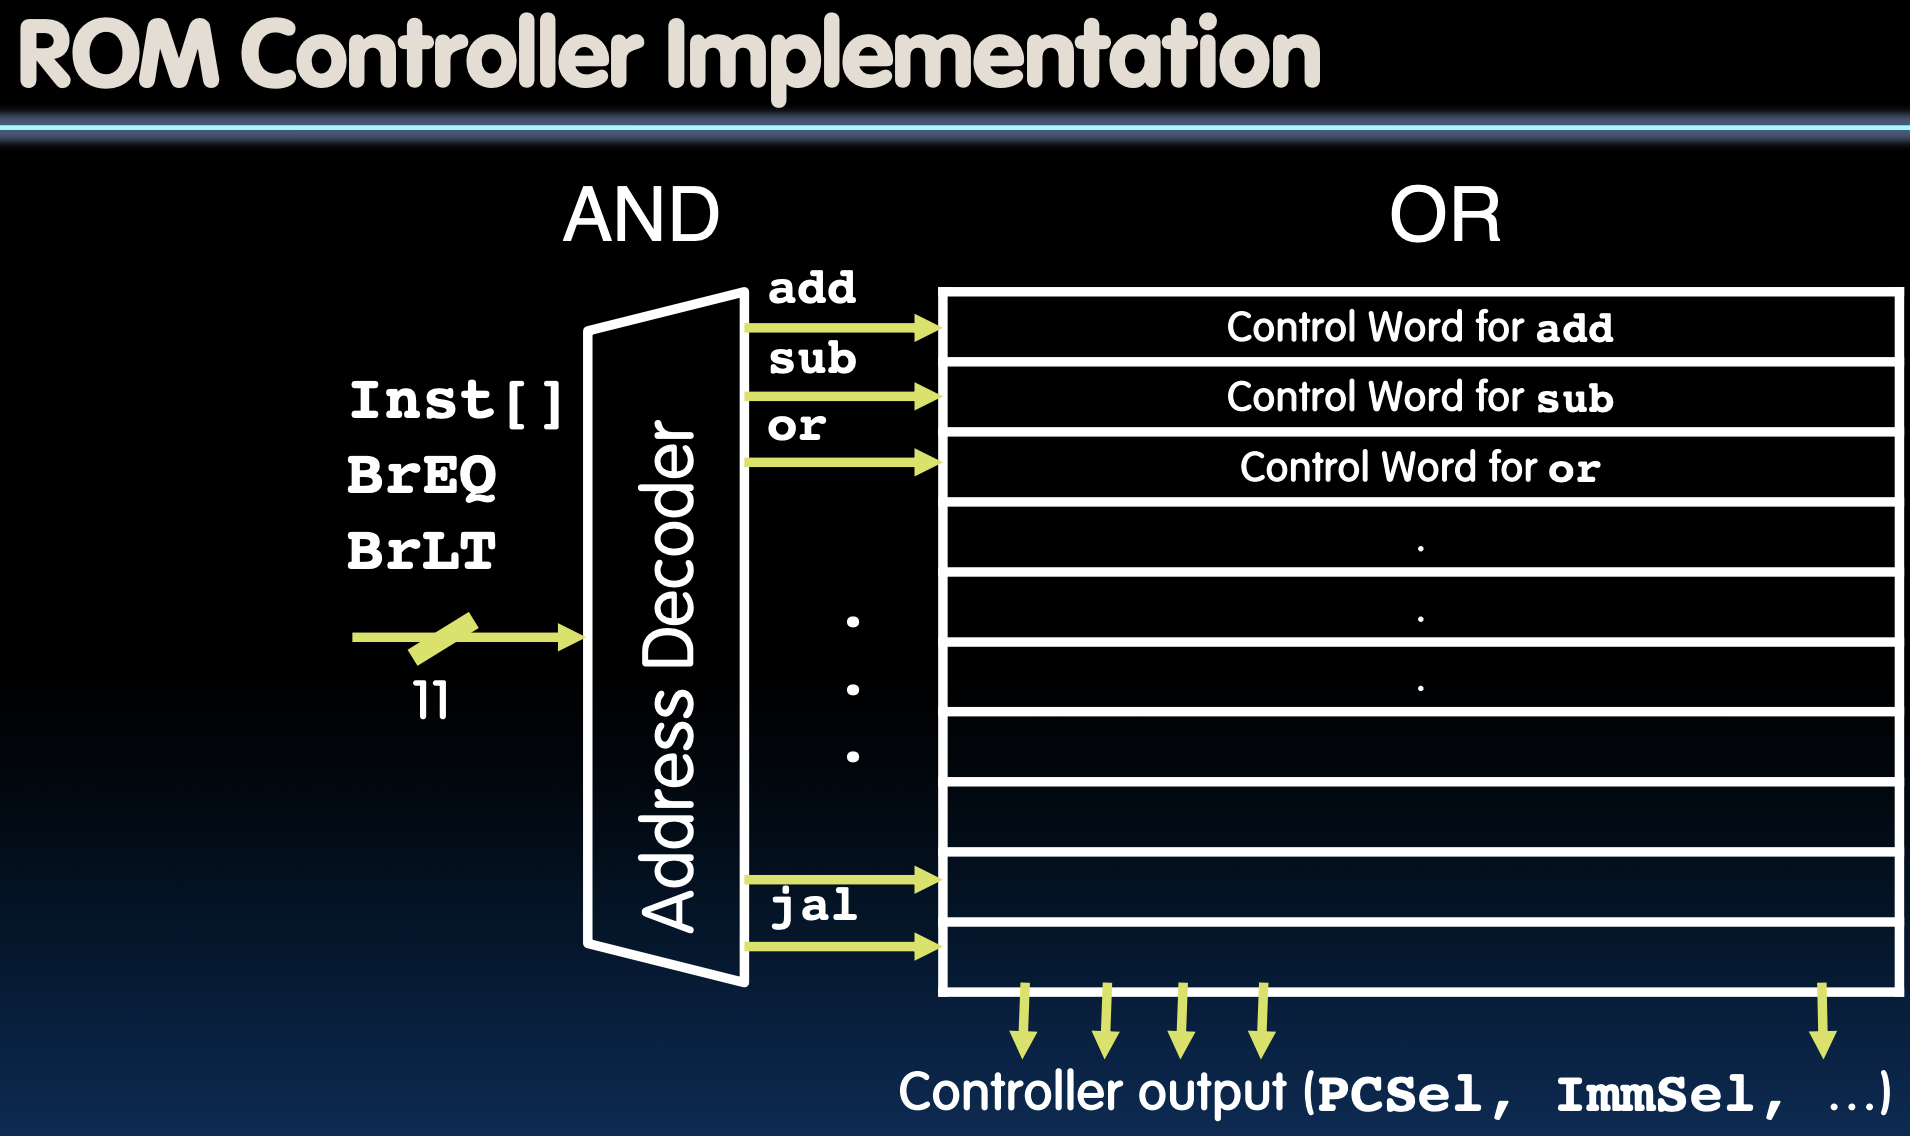 ROM Controller Implementation
AND
OR
Inst[]
BrEQ
BrLT
11
Address Decoder
add
sub
or
.
.
.
jal
Control Word for add
Control Word for sub
Control Word for or
.
.
.
Controller output (PCSel, ImmSel, …)